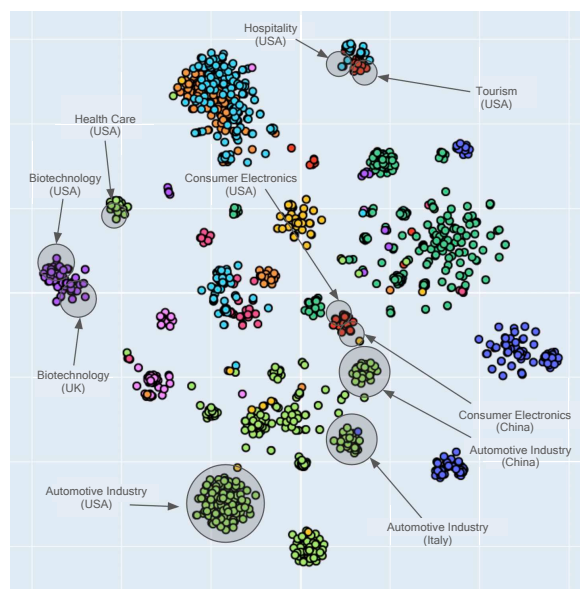 Hospitality
(USA)
Tourism
(USA)
Health Care
(USA)
Biotechnology
(USA)
Consumer Electronics
(USA)
Biotechnology
(UK)
Consumer Electronics
(China)
Automotive Industry
(China)
Automotive Industry
(USA)
Automotive Industry
(Italy)